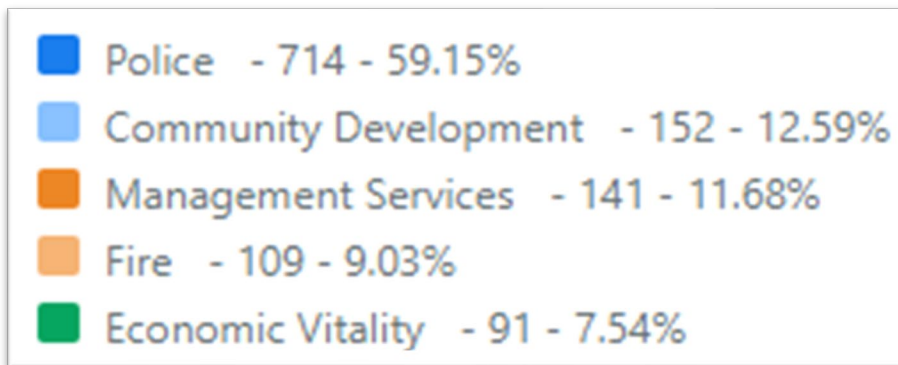 Police - 714 - 59.15%
Community Development - 152 - 12.59%
Management Services - 141 - 11.68%
Fire - 109 - 9.03%
Economic Vitality - 91 - 7.54%